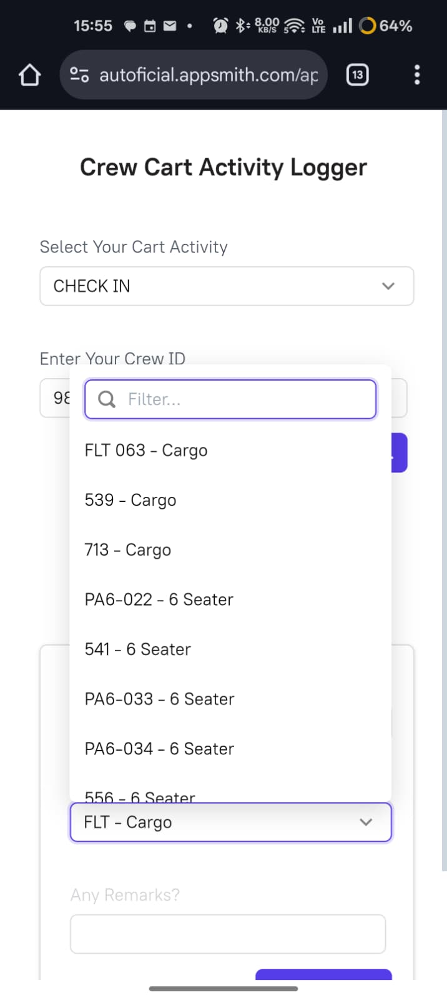 15:55
8.00 KB/S
5
Vo LTE
64%
autoficial.appsmith.com/ap
13
Crew Cart Activity Logger
Select Your Cart Activity
CHECK IN
Enter Your Crew ID
98
Filter...
FLT 063 - Cargo
539 - Cargo
713 - Cargo
PA6-022 - 6 Seater
541 - 6 Seater
PA6-033 - 6 Seater
PA6-034 - 6 Seater
556 - 6 Seater
FLT - Cargo
Any Remarks?